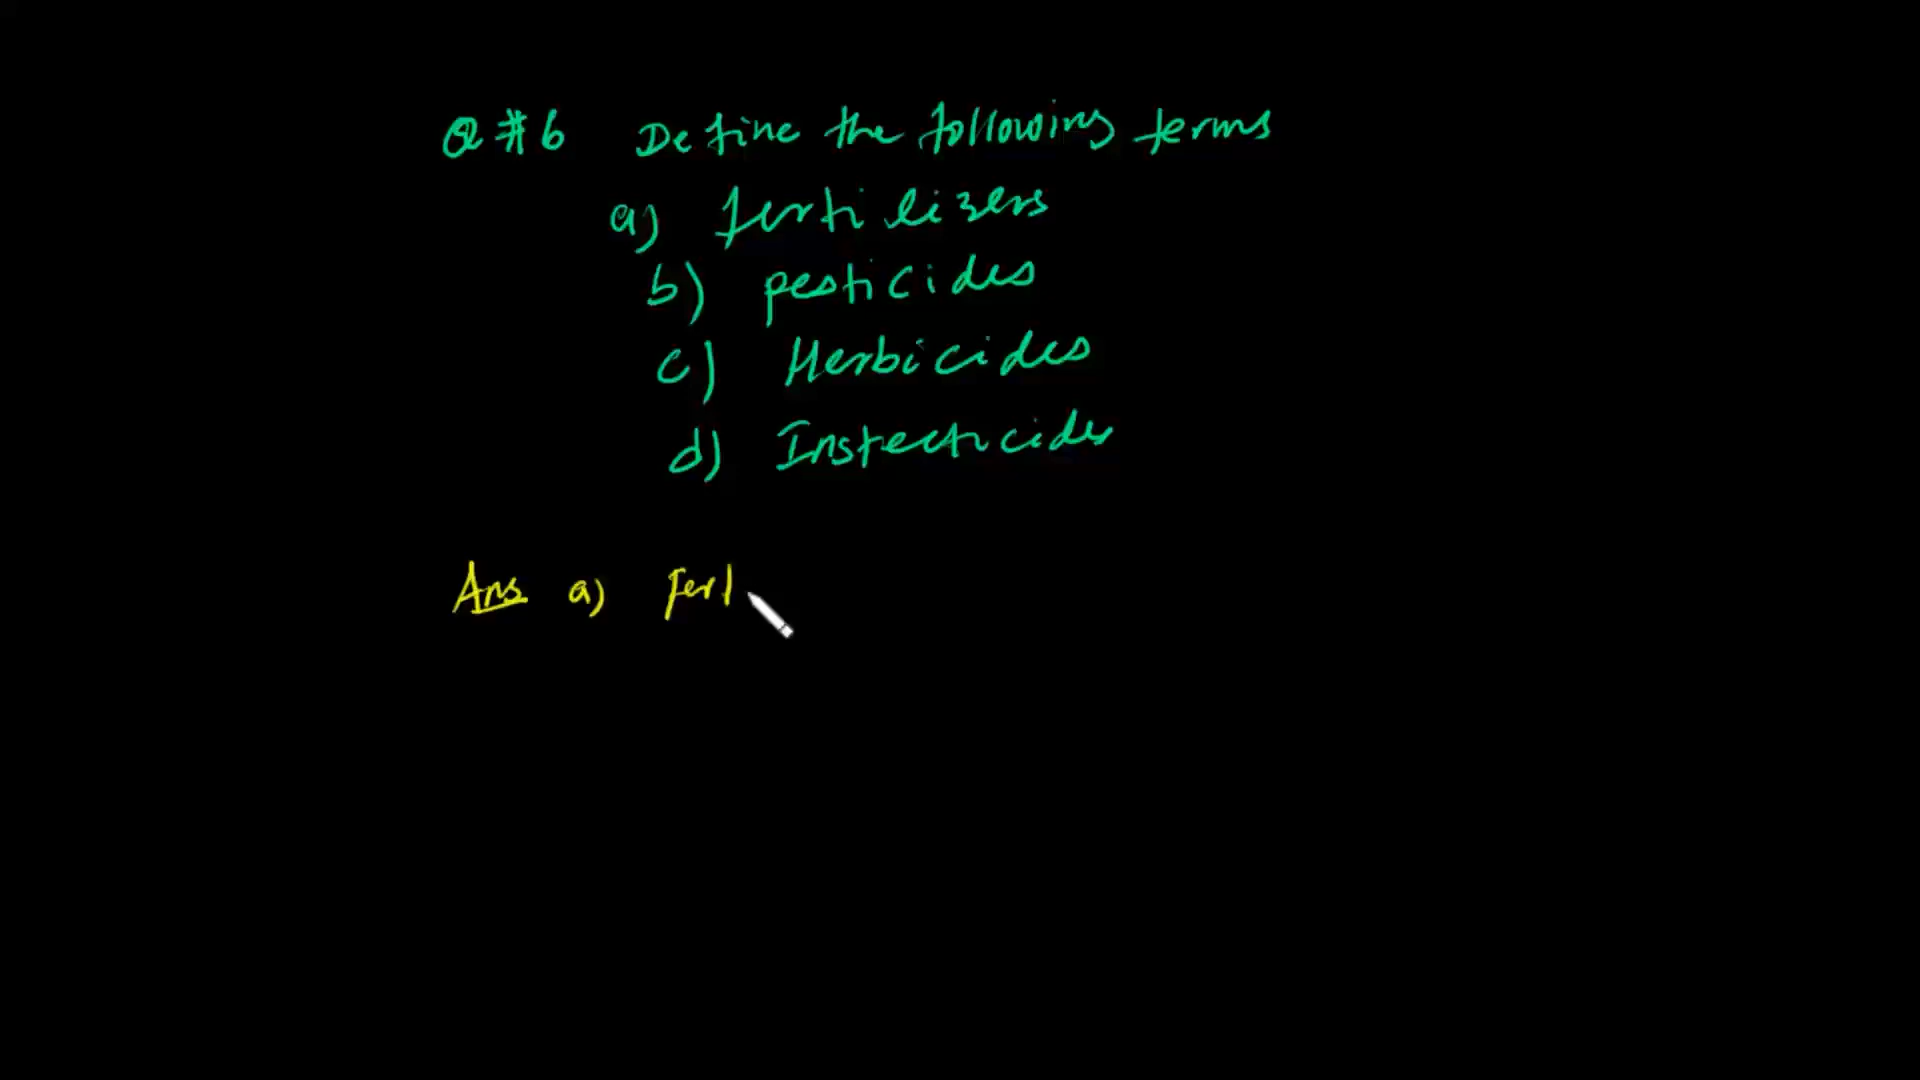 Q#6 Define the following terms
a) fertilizers
b) pesticides
c) Herbicides
d) Instecticides
Ans a) Fert